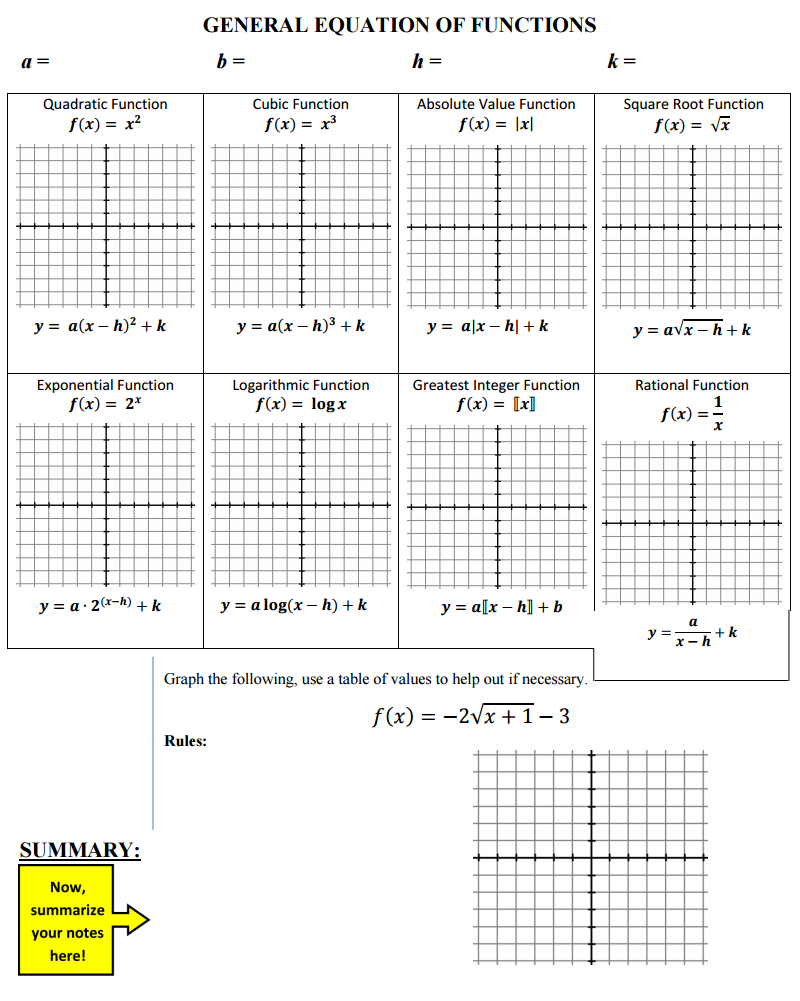 GENERAL EQUATION OF FUNCTIONS
a = b = h = k =
Quadratic Function
f(x) = x²
y = a(x − h)² + k
Cubic Function
f(x) = x³
y = a(x − h)³ + k
Absolute Value Function
f(x) = |x|
y = a|x − h| + k
Square Root Function
f(x) = √x
y = a√(x − h) + k
Exponential Function
f(x) = 2ˣ
y = a · 2⁽ˣ⁻ʰ⁾ + k
Logarithmic Function
f(x) = log x
y = a log(x − h) + k
Greatest Integer Function
f(x) = ⟦x⟧
y = a⟦x − h⟧ + b
Rational Function
f(x) = 1/x
y = a/(x − h) + k
Graph the following, use a table of values to help out if necessary.
f(x) = −2√(x + 1) − 3
Rules:
SUMMARY:
Now,
summarize
your notes
here!